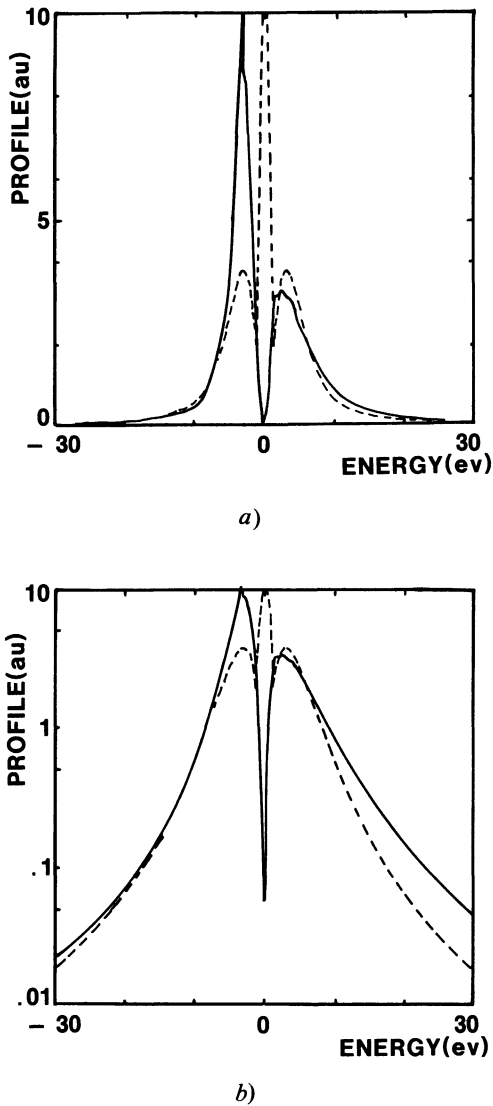 10
PROFILE(au)
5
0
– 30 0 30
ENERGY(ev)
a)
10
PROFILE(au)
1
.1
.01
– 30 0 30
ENERGY(ev)
b)